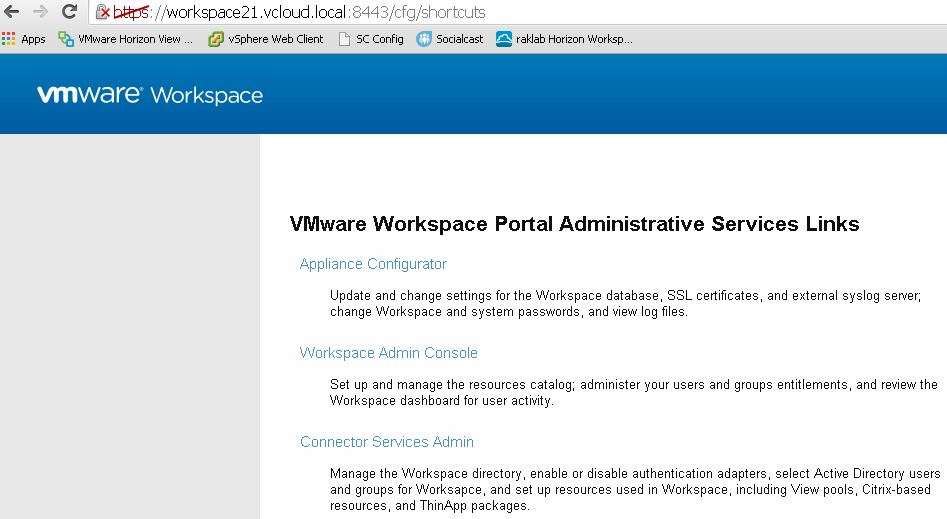 https://workspace21.vcloud.local:8443/cfg/shortcuts
Apps VMware Horizon View ... vSphere Web Client SC Config Socialcast raklab Horizon Worksp...
vmware® Workspace
VMware Workspace Portal Administrative Services Links
Appliance Configurator
Update and change settings for the Workspace database, SSL certificates, and external syslog server;
change Workspace and system passwords, and view log files.
Workspace Admin Console
Set up and manage the resources catalog; administer your users and groups entitlements, and review the
Workspace dashboard for user activity.
Connector Services Admin
Manage the Workspace directory, enable or disable authentication adapters, select Active Directory users
and groups for Worksapce, and set up resources used in Workspace, including View pools, Citrix-based
resources, and ThinApp packages.